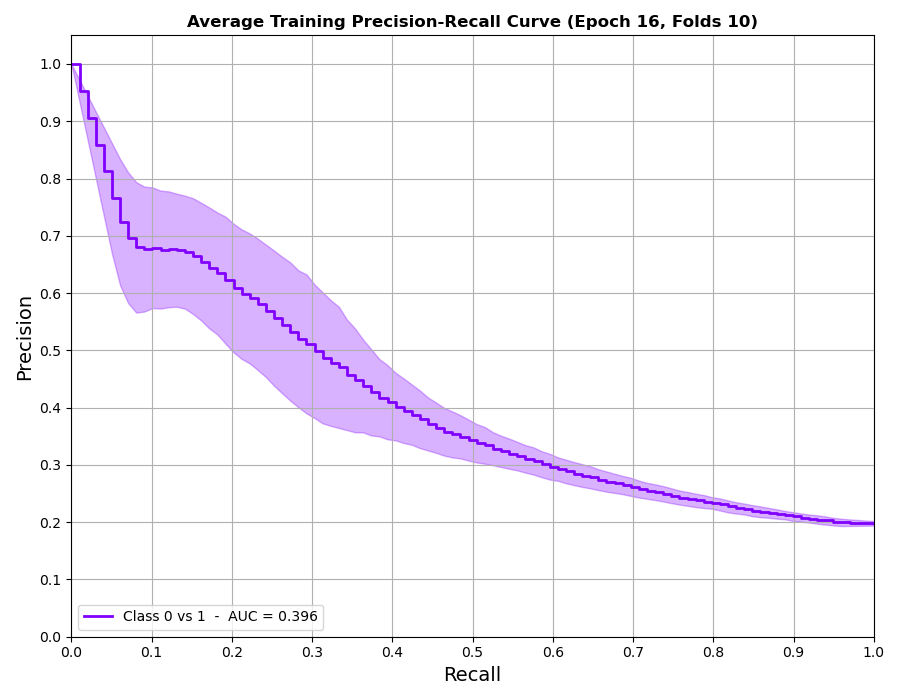 Average Training Precision-Recall Curve (Epoch 16, Folds 10)
Precision
1.0
0.9
0.8
0.7
0.6
0.5
0.4
0.3
0.2
0.1
0.0
Class 0 vs 1  -  AUC = 0.396
0.0 0.1 0.2 0.3 0.4 0.5 0.6 0.7 0.8 0.9 1.0
Recall